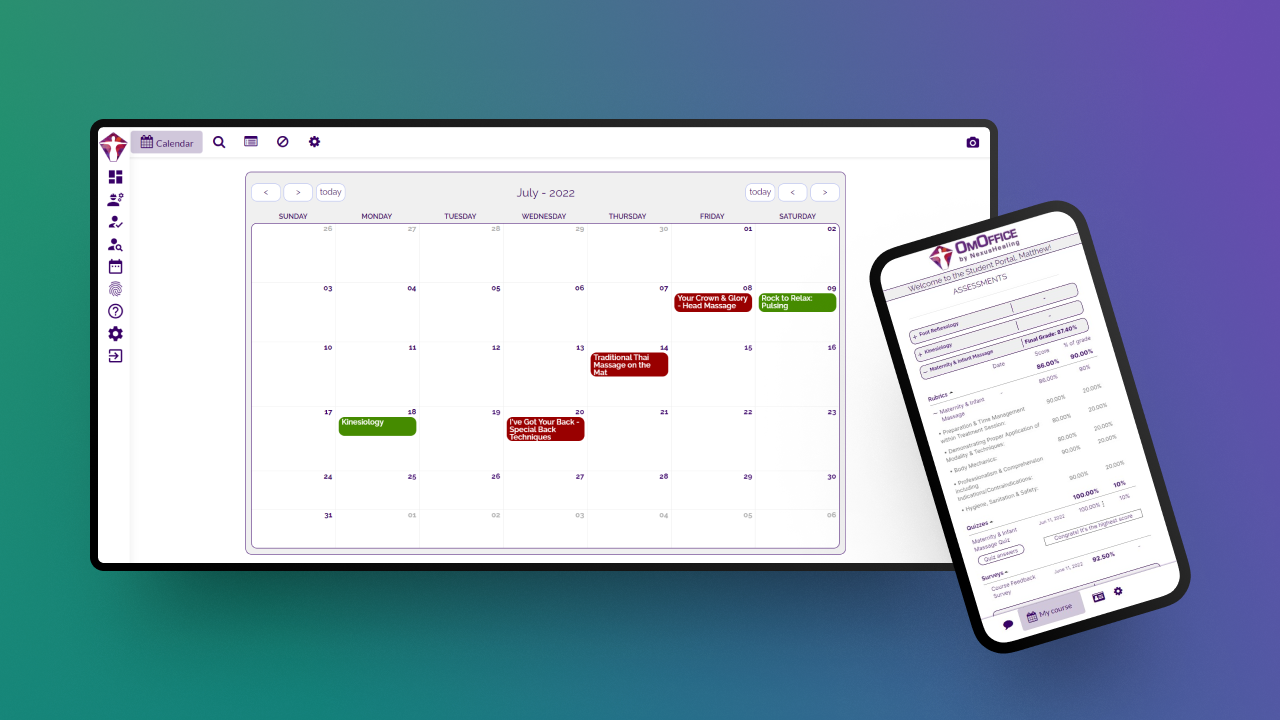 Calendar
< > today July - 2022 today < >
SUNDAY MONDAY TUESDAY WEDNESDAY THURSDAY FRIDAY SATURDAY
26 27 28 29 30 01 02
03 04 05 06 07 08 09
Your Crown & Glory
- Head Massage
Rock to Relax:
Pulsing
10 11 12 13 14 15 16
Traditional Thai
Massage on the
Mat
17 18 19 20 21 22 23
Kinesiology
I've Got Your Back -
Special Back
Techniques
24 25 26 27 28 29 30
31 01 02 03 04 05 06
OMOFFICE
by NexusHealing
Welcome to the Student Portal, Matthew!
ASSESSMENTS
+ Foot Reflexology -
+ Kinesiology -
– Maternity & Infant Massage Final Grade: 87.40%
Date Score % of grade
Rubrics 86.00% 90.00%
– Maternity & Infant
Massage
- 86.00% 90%
• Preparation & Time Management
within Treatment Session:
90.00% 20.00%
• Demonstrating Proper Application of
Modality & Techniques:
80.00% 20.00%
• Body Mechanics: 80.00% 20.00%
• Professionalism & Comprehension
including
Indications/Contraindications:
90.00% 20.00%
• Hygiene, Sanitation & Safety: 90.00% 20.00%
Quizzes 100.00% 10%
Maternity & Infant
Massage Quiz
Jun 11, 2022 100.00% 10%
Quiz answers
Congrats! It's the highest score
Surveys 92.50% -
Course Feedback
Survey
June 11, 2022
My course